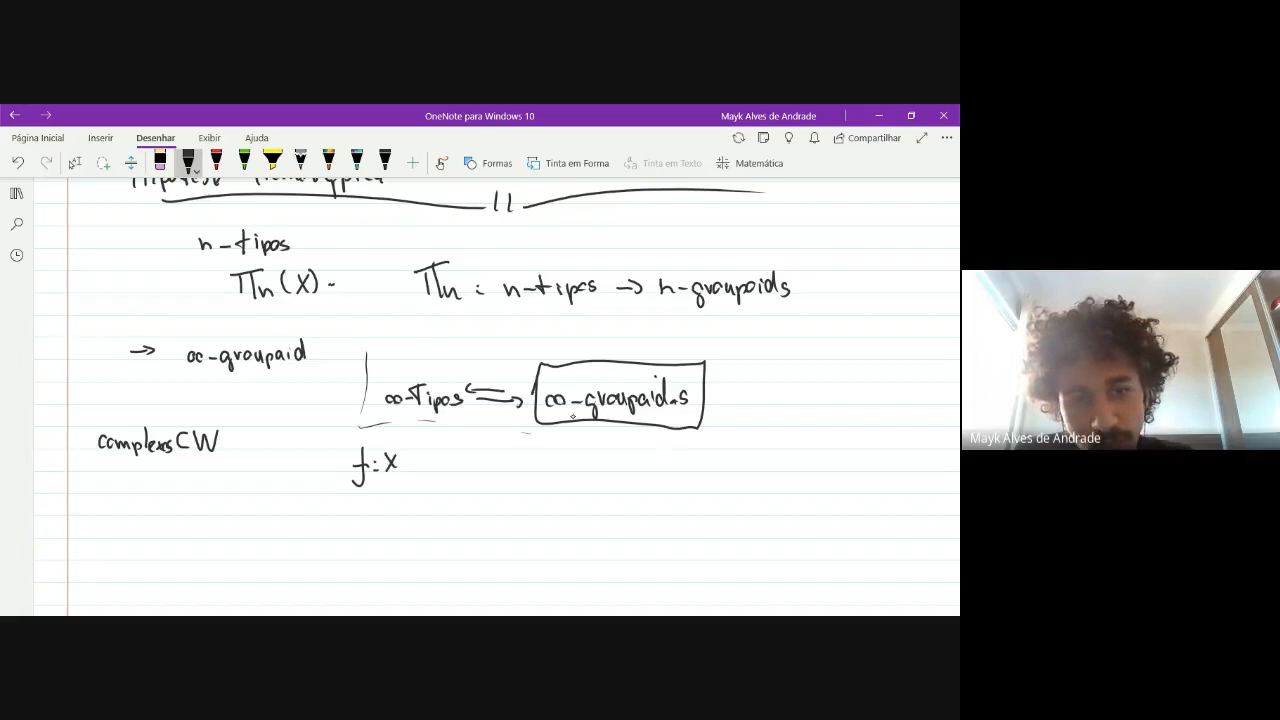 OneNote para Windows 10
Mayk Alves de Andrade
Página Inicial Inserir Desenhar Exibir Ajuda
Compartilhar
Formas Tinta em Forma Tinta em Texto Matemática
n-tipos
Πn(X) - Πn : n-tipos → n-groupoids
→ ∞-groupoid
∞-Tipos ⇄ ∞-groupoids
complexos CW
f: X
Mayk Alves de Andrade